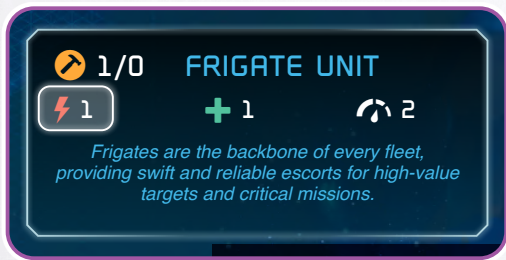 1/0 FRIGATE UNIT
1 1 2
Frigates are the backbone of every fleet,
providing swift and reliable escorts for high-value
targets and critical missions.